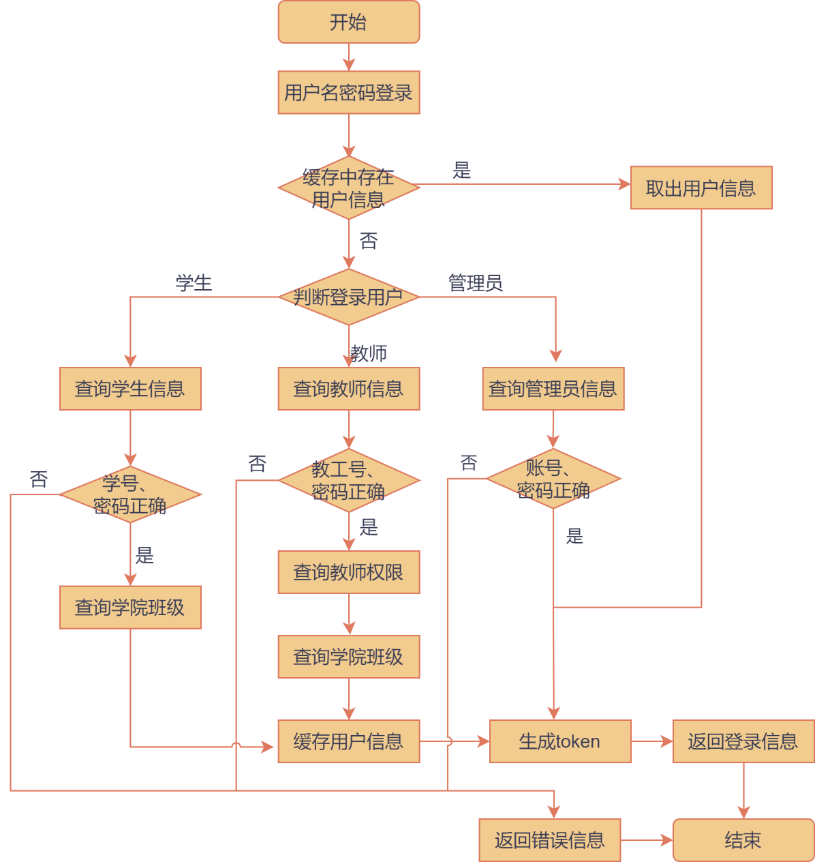 开始
用户名密码登录
缓存中存在
用户信息
是
取出用户信息
否
判断登录用户
学生
管理员
教师
查询学生信息
查询教师信息
查询管理员信息
否
学号、
密码正确
否
教工号、
密码正确
否
账号、
密码正确
是
是
是
查询教师权限
查询学院班级
查询学院班级
缓存用户信息
生成token
返回登录信息
返回错误信息
结束